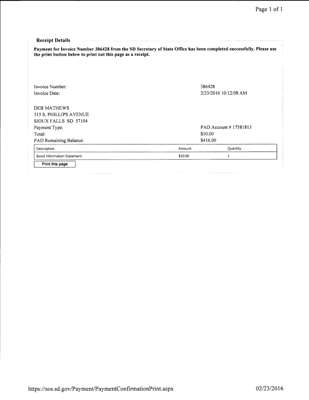 Page 1 of 1
Receipt Details
Payment for Invoice Number 386428 from the SD Secretary of State Office has been completed successfully. Please use
the print button below to print out this page as a receipt.
Invoice Number: 386428
Invoice Date: 2/23/2016 10:12:08 AM
DEB MATHEWS
315 S. PHILLIPS AVENUE
SIOUX FALLS SD 57104
Payment Type: PAD Account # 17581813
Total: $10.00
PAD Remaining Balance: $416.00
Description Amount Quantity
Bond Information Statement $10.00 1
Print this page
https://sos.sd.gov/Payment/PaymentConfirmationPrint.aspx 02/23/2016